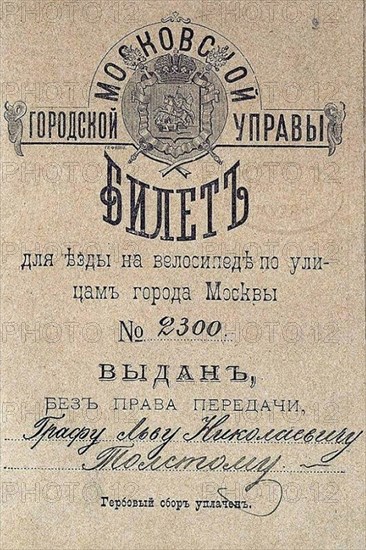 МОСКОВСКОЙ
ГОРОДСКОЙ УПРАВЫ
БИЛЕТЪ
для ѣзды на велосипедѣ по ули-
цамъ города Москвы
№ 2300
ВЫДАНЪ,
БЕЗЪ ПРАВА ПЕРЕДАЧИ,
Графу Льву Николаевичу
Толстому
Гербовый сборъ уплаченъ.